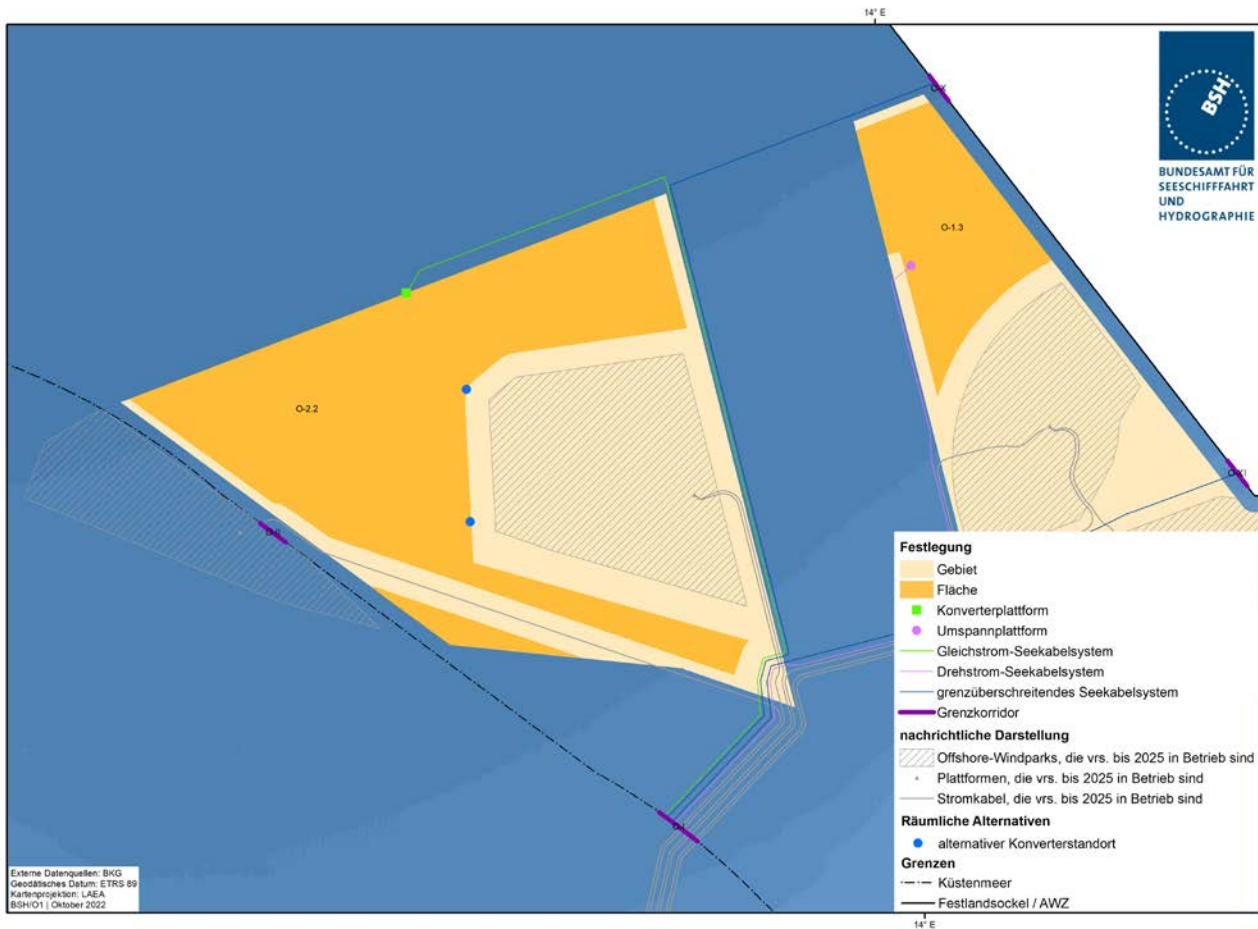 14° E
O-X
BSH
BUNDESAMT FÜR
SEESCHIFFFAHRT
UND
HYDROGRAPHIE
O-1.3
O-2.2
O-XI
O-II
O-I
Festlegung
Gebiet
Fläche
Konverterplattform
Umspannplattform
Gleichstrom-Seekabelsystem
Drehstrom-Seekabelsystem
grenzüberschreitendes Seekabelsystem
Grenzkorridor
nachrichtliche Darstellung
Offshore-Windparks, die vrs. bis 2025 in Betrieb sind
Plattformen, die vrs. bis 2025 in Betrieb sind
Stromkabel, die vrs. bis 2025 in Betrieb sind
Räumliche Alternativen
alternativer Konverterstandort
Grenzen
Küstenmeer
Festlandsockel / AWZ
Externe Datenquellen: BKG
Geodätisches Datum: ETRS 89
Kartenprojektion: LAEA
BSH/O1 | Oktober 2022
14° E